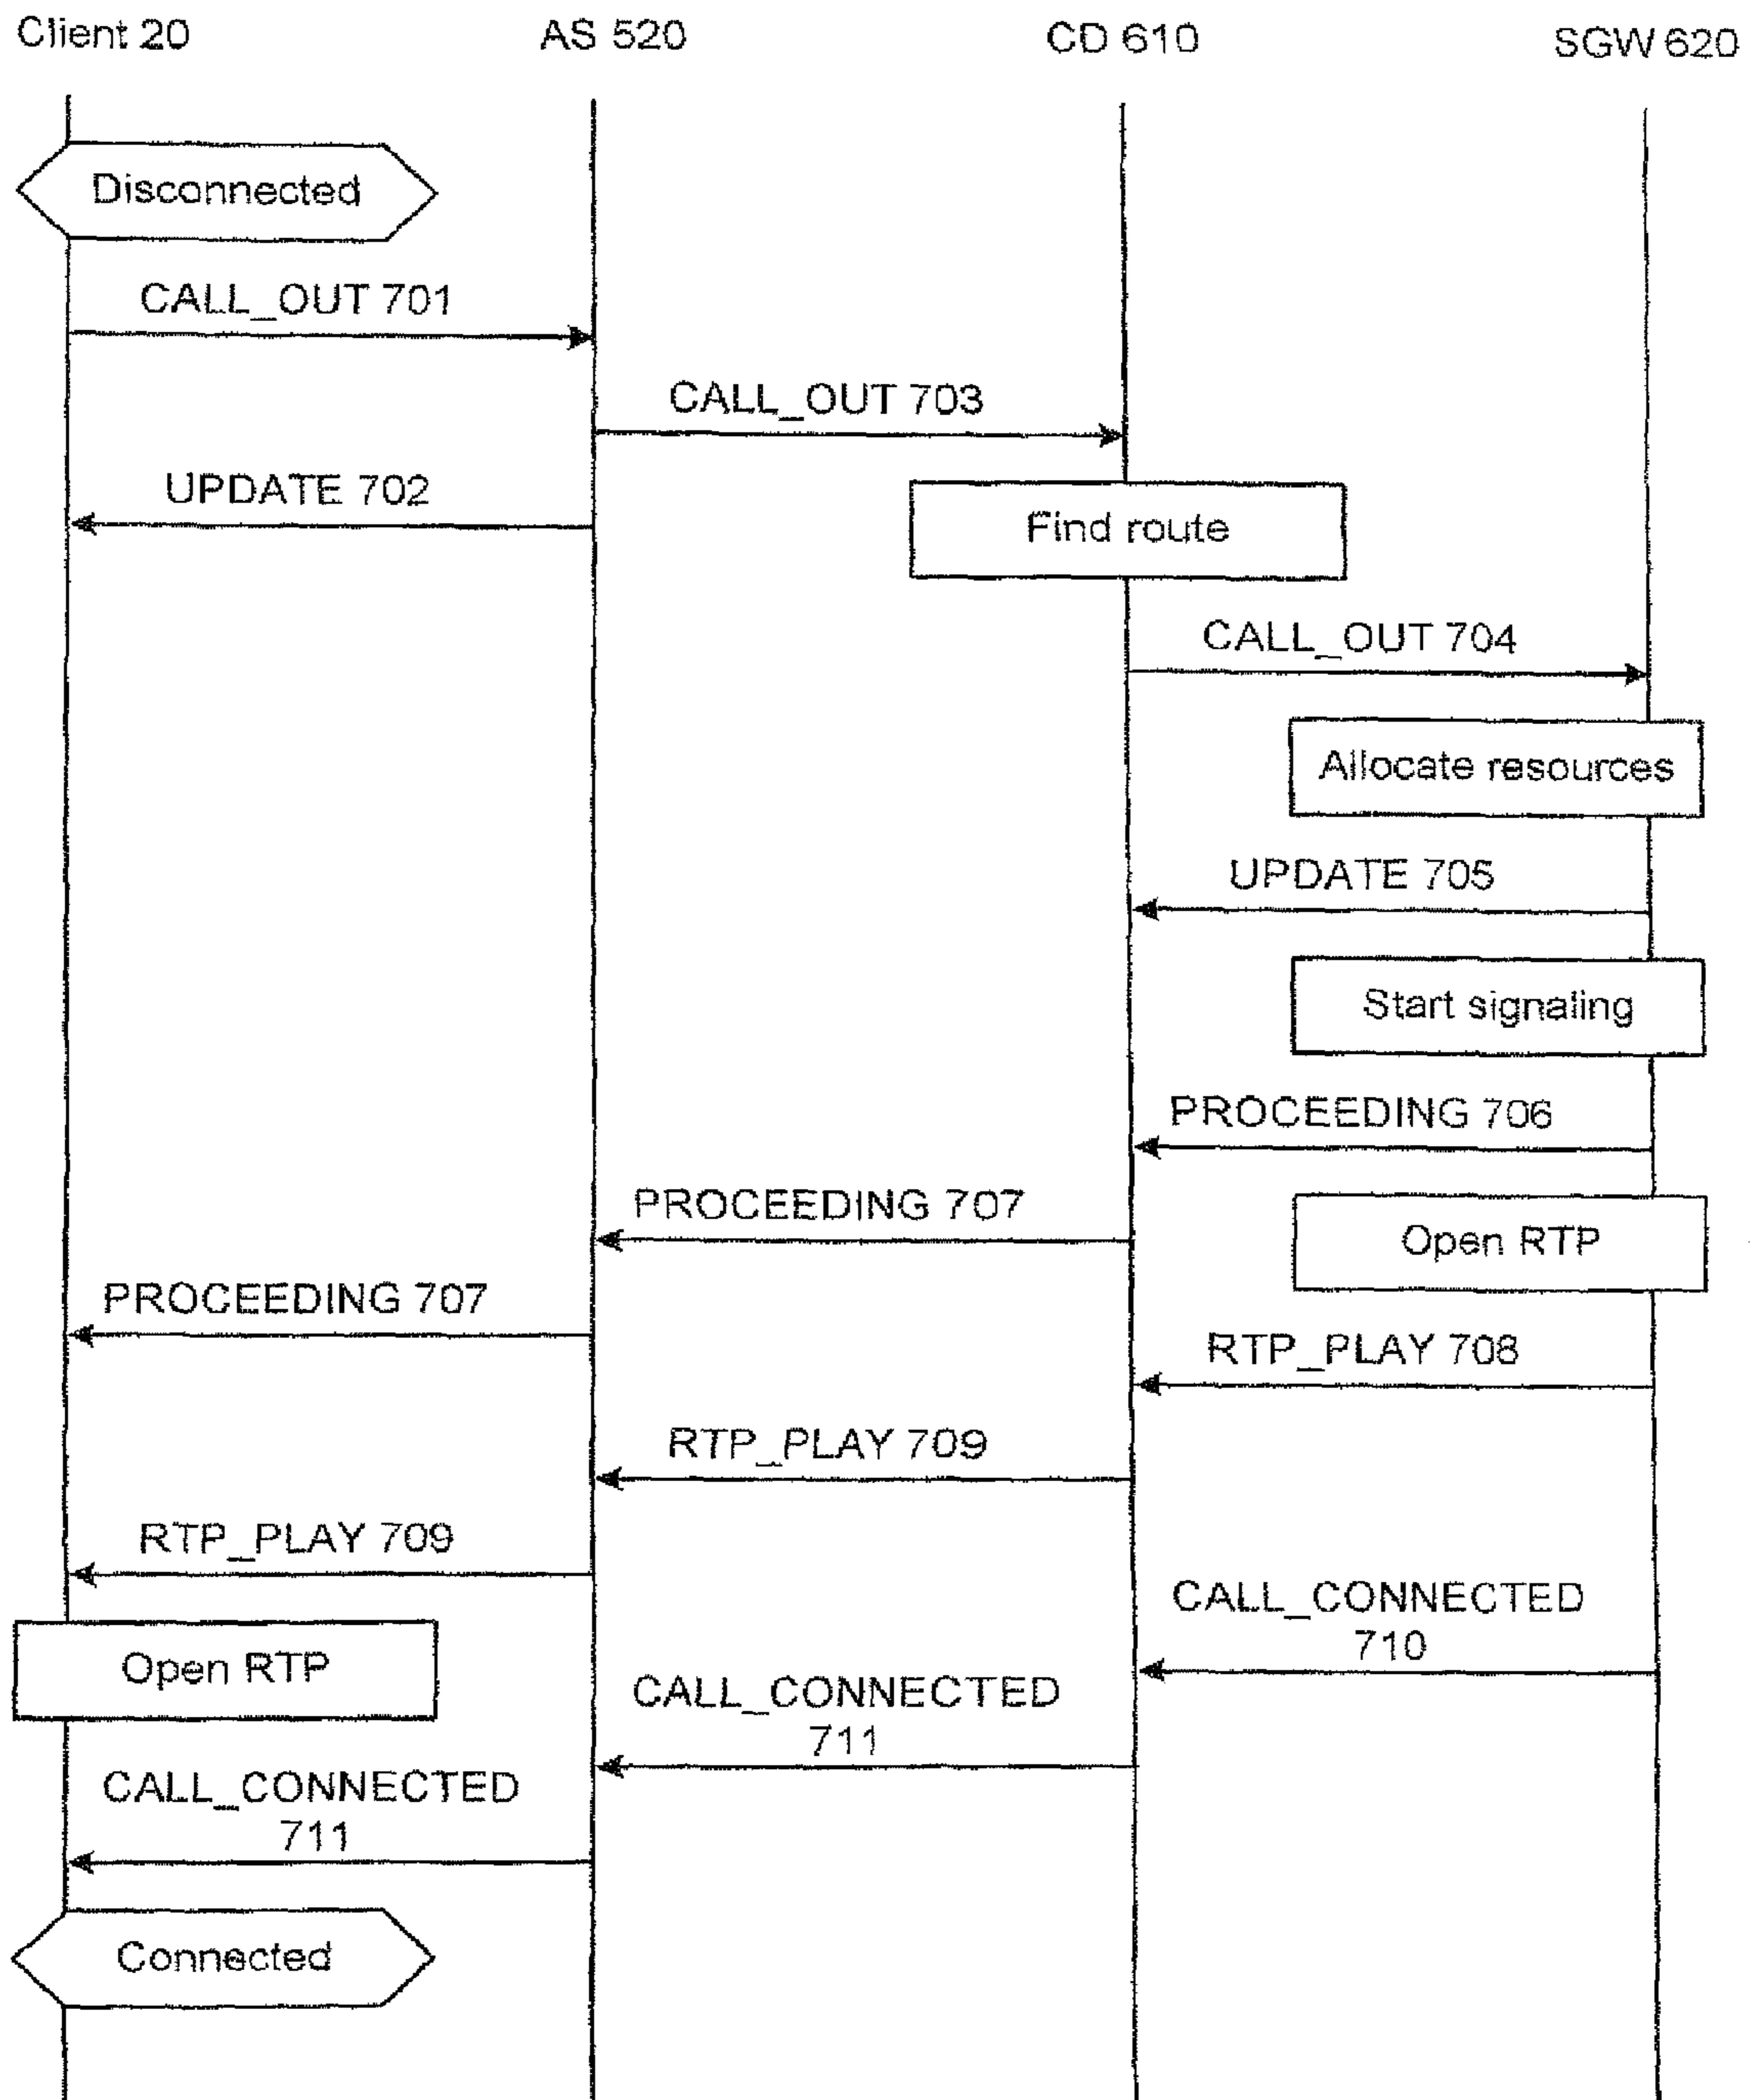 Client 20
AS 520
CD 610
SGW 620
Disconnected
CALL_OUT 701
CALL_OUT 703
UPDATE 702
Find route
CALL_OUT 704
Allocate resources
UPDATE 705
Start signaling
PROCEEDING 706
PROCEEDING 707
Open RTP
PROCEEDING 707
RTP_PLAY 708
RTP_PLAY 709
RTP_PLAY 709
CALL_CONNECTED
710
Open RTP
CALL_CONNECTED
711
CALL_CONNECTED
711
Connected